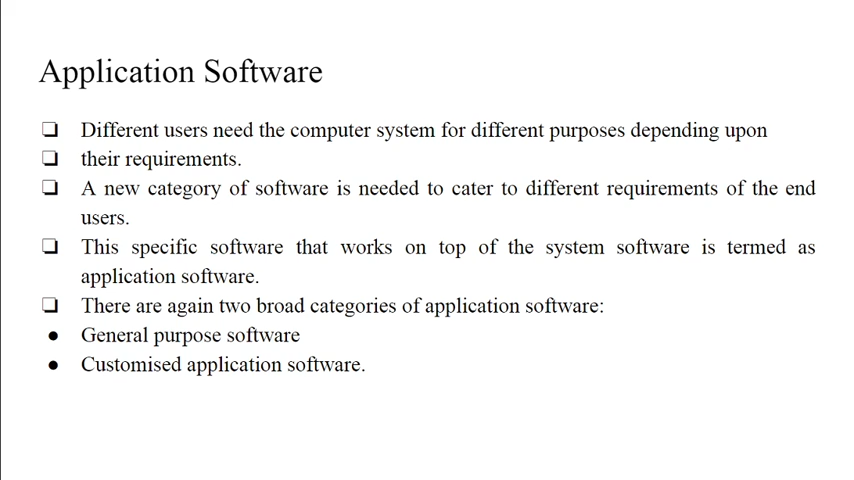 Application Software
❏ Different users need the computer system for different purposes depending upon
❏ their requirements.
❏ A new category of software is needed to cater to different requirements of the end
users.
❏ This specific software that works on top of the system software is termed as
application software.
❏ There are again two broad categories of application software:
● General purpose software
● Customised application software.